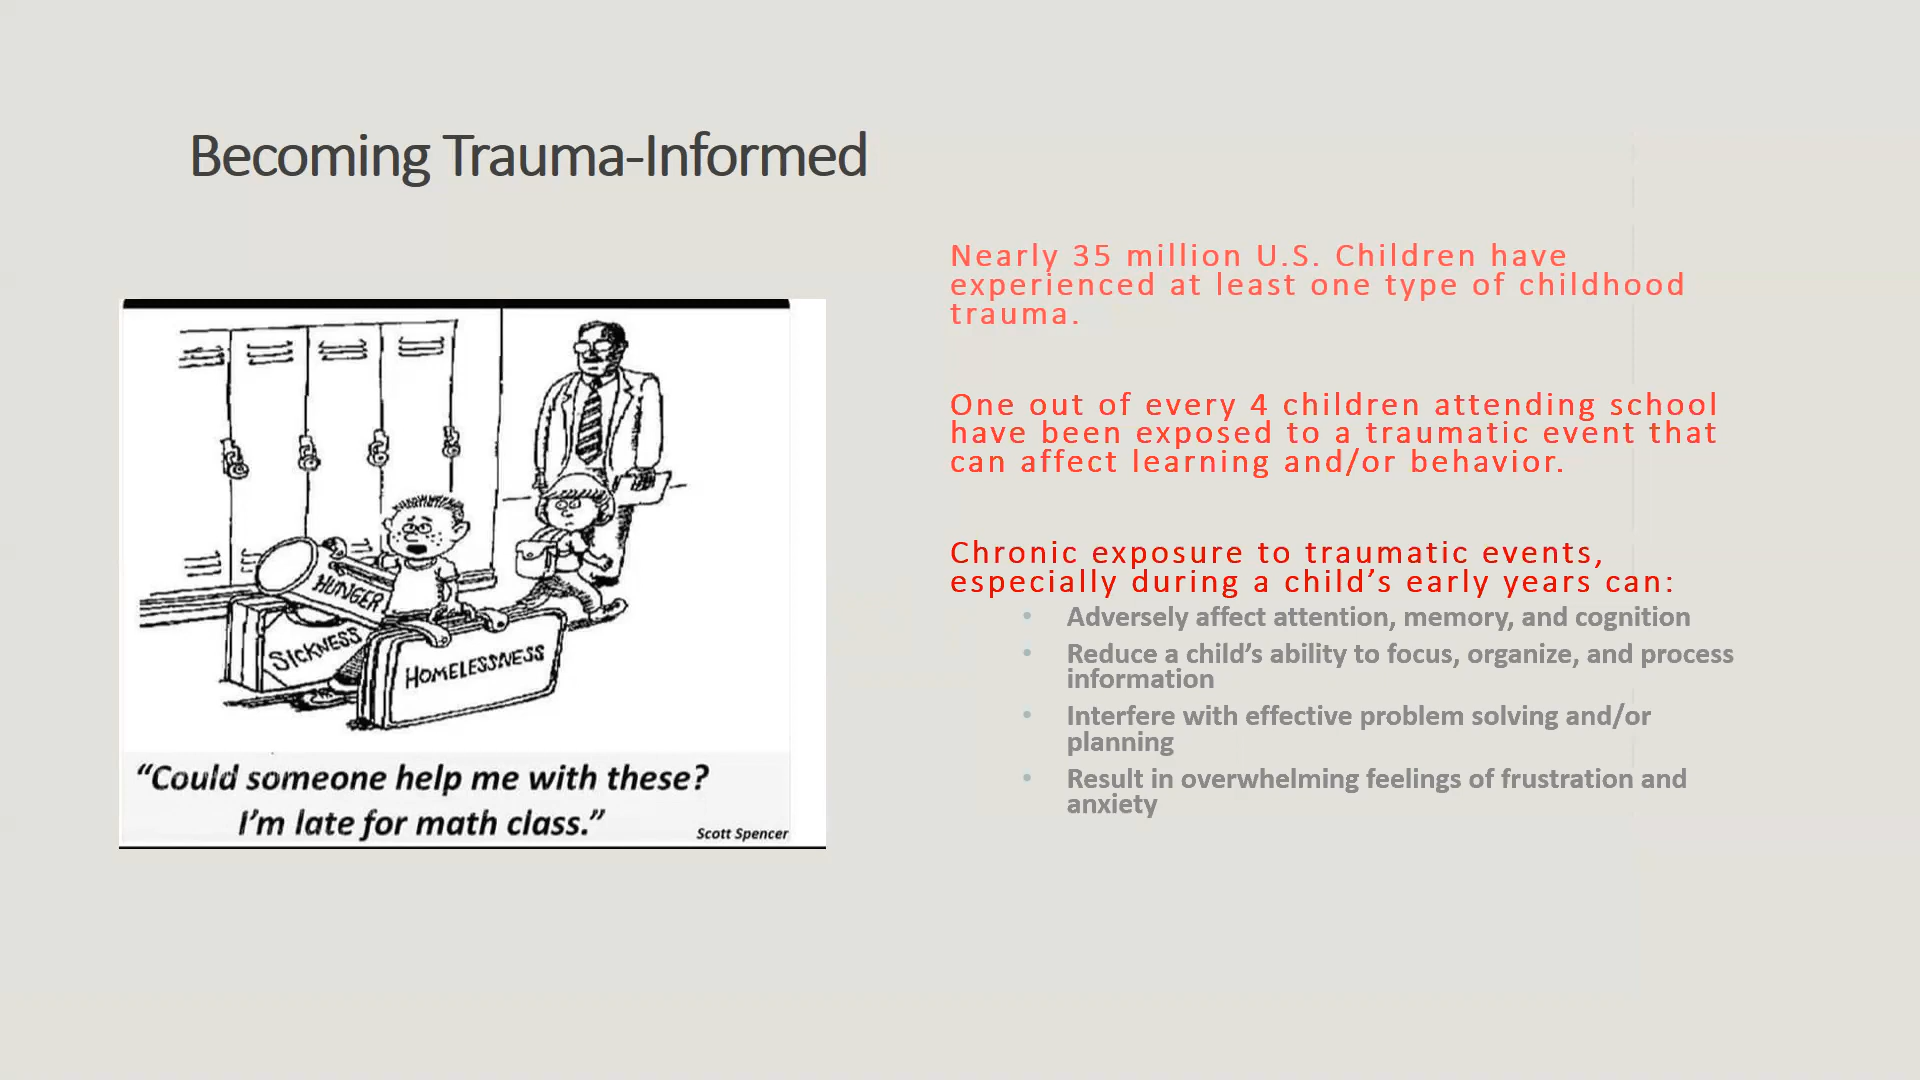 Becoming Trauma-Informed
HUNGER
SICKNESS
HOMELESSNESS
“Could someone help me with these?
I’m late for math class.”
Scott Spencer
Nearly 35 million U.S. Children have
experienced at least one type of childhood
trauma.
One out of every 4 children attending school
have been exposed to a traumatic event that
can affect learning and/or behavior.
Chronic exposure to traumatic events,
especially during a child’s early years can:
• Adversely affect attention, memory, and cognition
• Reduce a child’s ability to focus, organize, and process
information
• Interfere with effective problem solving and/or
planning
• Result in overwhelming feelings of frustration and
anxiety